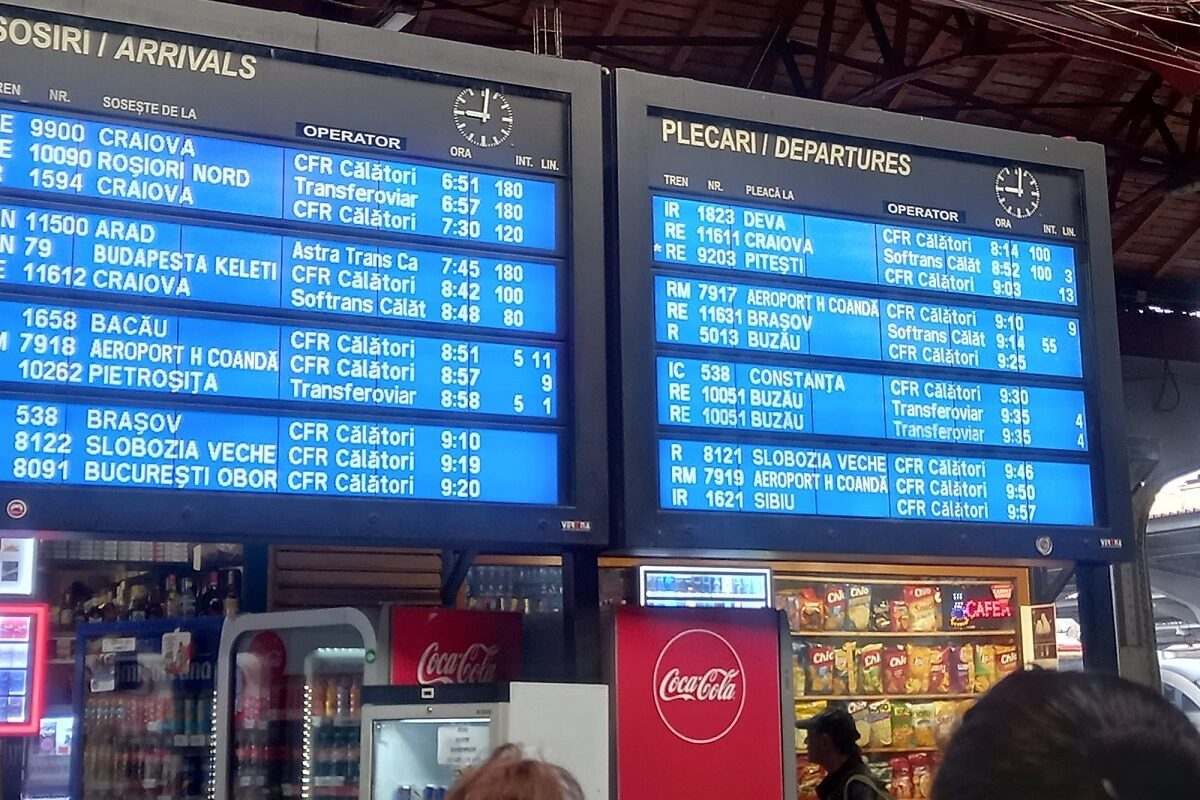 SOSIRI / ARRIVALS
TREN NR. SOSEȘTE DE LA OPERATOR ORA INT. LIN.
9900 CRAIOVA CFR Călători 6:51 180
10090 ROȘIORI NORD Transferoviar 6:57 180
1594 CRAIOVA CFR Călători 7:30 120
11500 ARAD Astra Trans Ca 7:45 180
79 BUDAPESTA KELETI CFR Călători 8:42 100
11612 CRAIOVA Softrans Călăt 8:48 80
1658 BACĂU CFR Călători 8:51 5 11
7918 AEROPORT H COANDĂ CFR Călători 8:57 9
10262 PIETROȘIȚA Transferoviar 8:58 5 1
538 BRAȘOV CFR Călători 9:10
8122 SLOBOZIA VECHE CFR Călători 9:19
8091 BUCUREȘTI OBOR CFR Călători 9:20
PLECARI / DEPARTURES
TREN NR. PLEACĂ LA OPERATOR ORA INT. LIN.
IR 1823 DEVA CFR Călători 8:14 100
RE 11611 CRAIOVA Softrans Călăt 8:52 100 3
* RE 9203 PITEȘTI CFR Călători 9:03 13
RM 7917 AEROPORT H COANDĂ CFR Călători 9:10 9
RE 11631 BRAȘOV Softrans Călăt 9:14 55
R 5013 BUZĂU CFR Călători 9:25
IC 538 CONSTANȚA CFR Călători 9:30
RE 10051 BUZĂU Transferoviar 9:35 4
RE 10051 BUZĂU Transferoviar 9:35 4
R 8121 SLOBOZIA VECHE CFR Călători 9:46
RM 7919 AEROPORT H COANDĂ CFR Călători 9:50
IR 1621 SIBIU CFR Călători 9:57
Coca-Cola
Coca-Cola
Chio
Chio
CAFEA
Chio
Chio
Chio